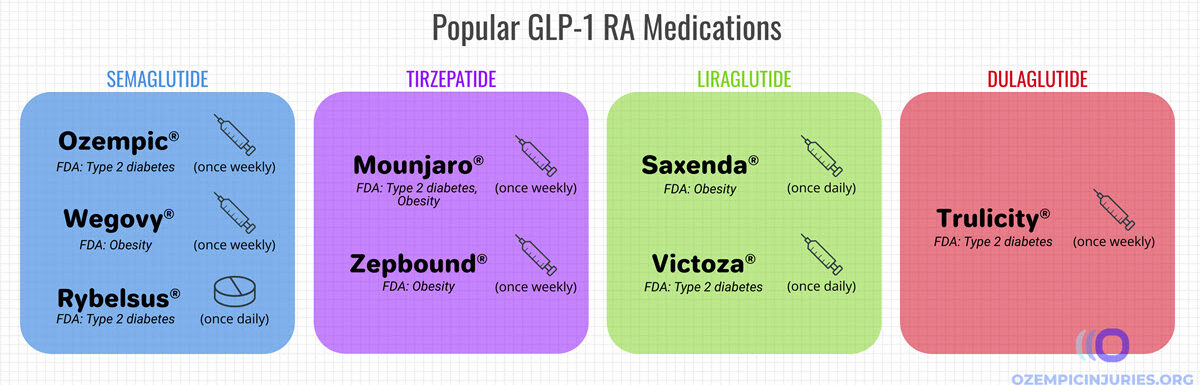 Popular GLP-1 RA Medications
SEMAGLUTIDE
Ozempic®
FDA: Type 2 diabetes
(once weekly)
Wegovy®
FDA: Obesity
(once weekly)
Rybelsus®
FDA: Type 2 diabetes
(once daily)
TIRZEPATIDE
Mounjaro®
FDA: Type 2 diabetes,
Obesity
(once weekly)
Zepbound®
FDA: Obesity
(once weekly)
LIRAGLUTIDE
Saxenda®
FDA: Obesity
(once daily)
Victoza®
FDA: Type 2 diabetes
(once daily)
DULAGLUTIDE
Trulicity®
FDA: Type 2 diabetes
(once weekly)
OZEMPICINJURIES.ORG